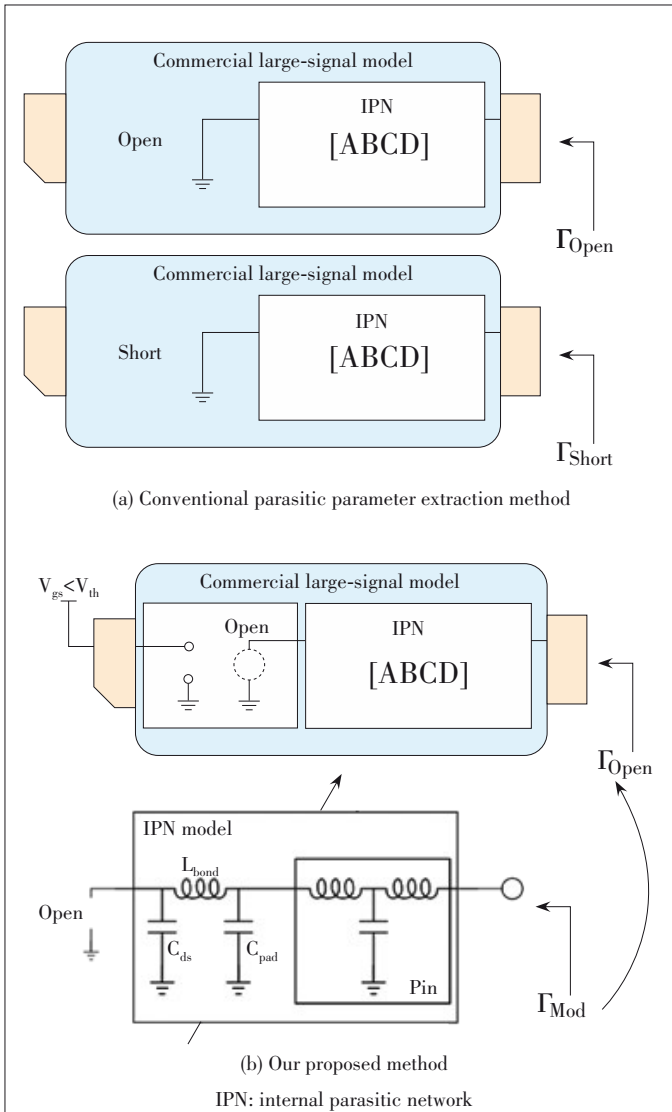 Commercial large-signal model
IPN
[ABCD]
Open
ΓOpen
Commercial large-signal model
IPN
[ABCD]
Short
ΓShort
(a) Conventional parasitic parameter extraction method
Vgs<Vth
Commercial large-signal model
Open
IPN
[ABCD]
ΓOpen
IPN model
Lbond
Open
Cds
Cpad
Pin
ΓMod
(b) Our proposed method
IPN: internal parasitic network